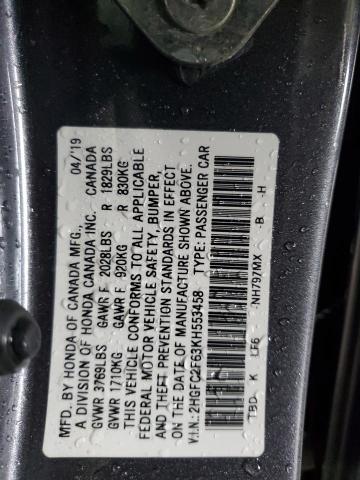 04/'19
MFD. BY HONDA OF CANADA MFG.,
A DIVISION OF HONDA CANADA INC. CANADA
GVWR 3769LBS GAWR F 2028LBS R 1829LBS
GVWR 1710KG GAWR F 920KG R 830KG
THIS VEHICLE CONFORMS TO ALL APPLICABLE
FEDERAL MOTOR VEHICLE SAFETY, BUMPER,
AND THEFT PREVENTION STANDARDS IN EFFECT
ON THE DATE OF MANUFACTURE SHOWN ABOVE.
V.I.N.: 2HGFC2F63KH553458 TYPE: PASSENGER CAR
TBD K LF6 NH797MX -B -H